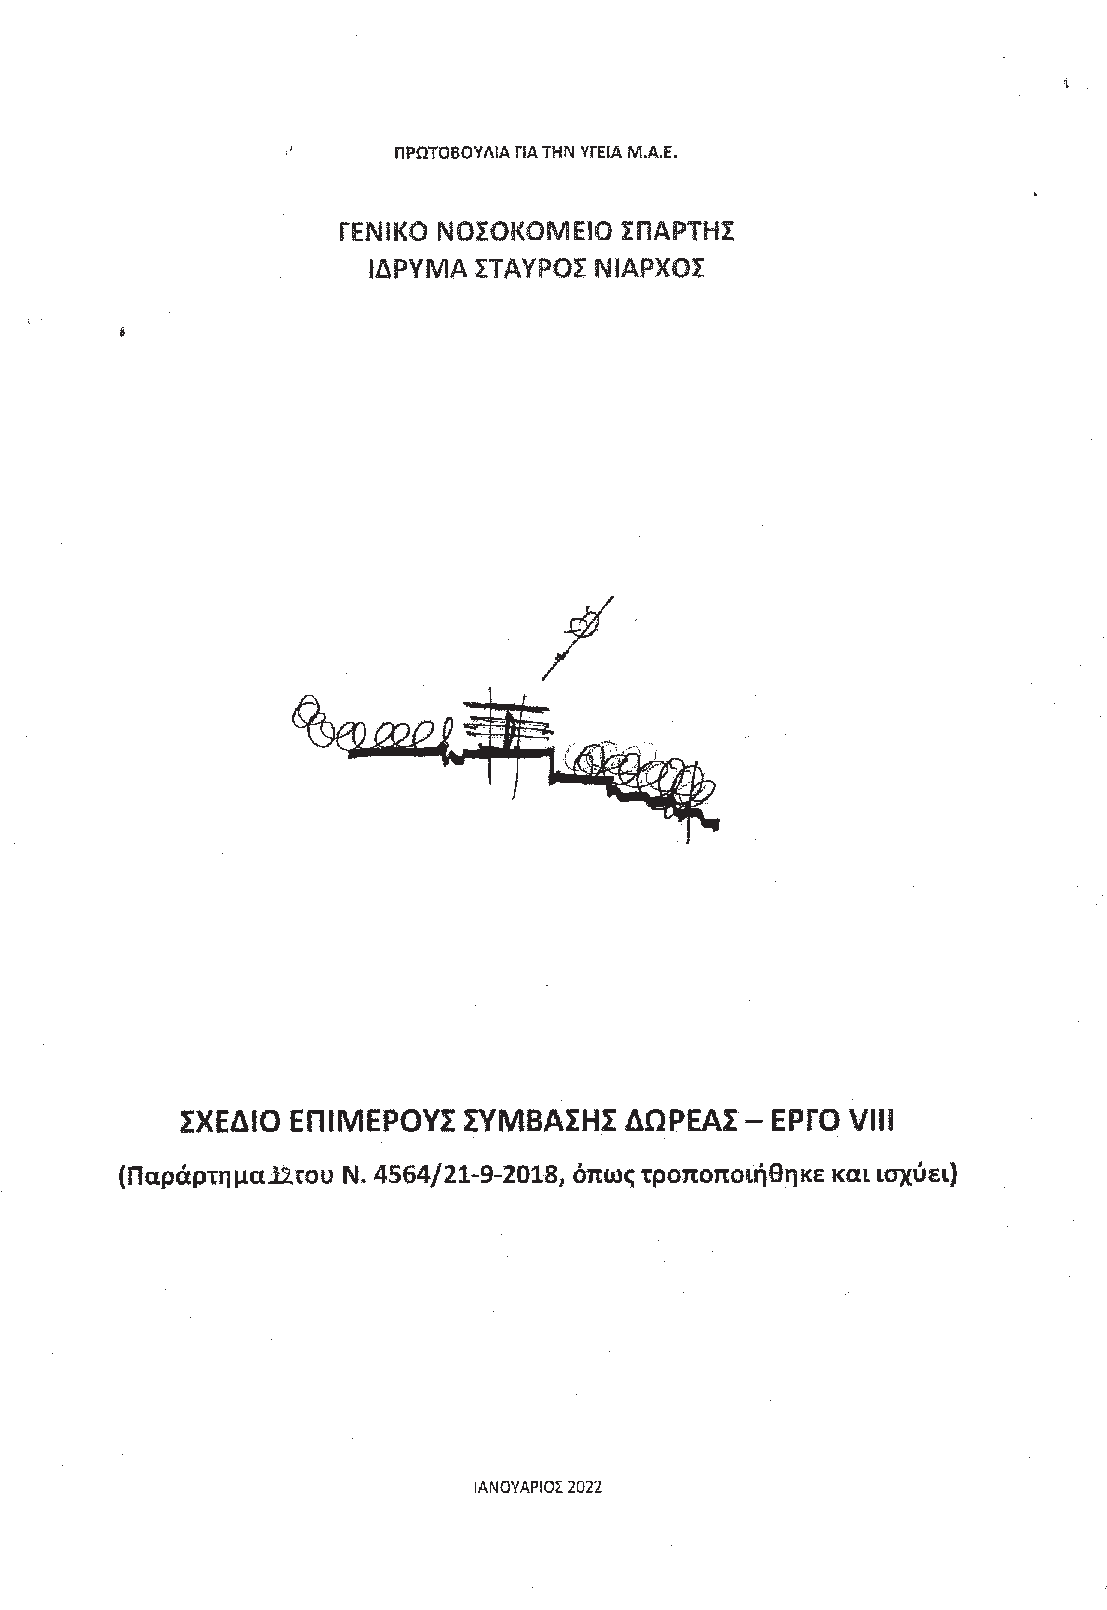 ΠΡΩΤΟΒΟΥΛΙΑ ΓΙΑ ΤΗΝ ΥΓΕΙΑ Μ.Α.Ε.
ΓΕΝΙΚΟ ΝΟΣΟΚΟΜΕΙΟ ΣΠΑΡΤΗΣ
ΙΔΡΥΜΑ ΣΤΑΥΡΟΣ ΝΙΑΡΧΟΣ
ΣΧΕΔΙΟ ΕΠΙΜΕΡΟΥΣ ΣΥΜΒΑΣΗΣ ΔΩΡΕΑΣ – ΕΡΓΟ VIII
(Παράρτημα 12 του Ν. 4564/21-9-2018, όπως τροποποιήθηκε και ισχύει)
ΙΑΝΟΥΑΡΙΟΣ 2022